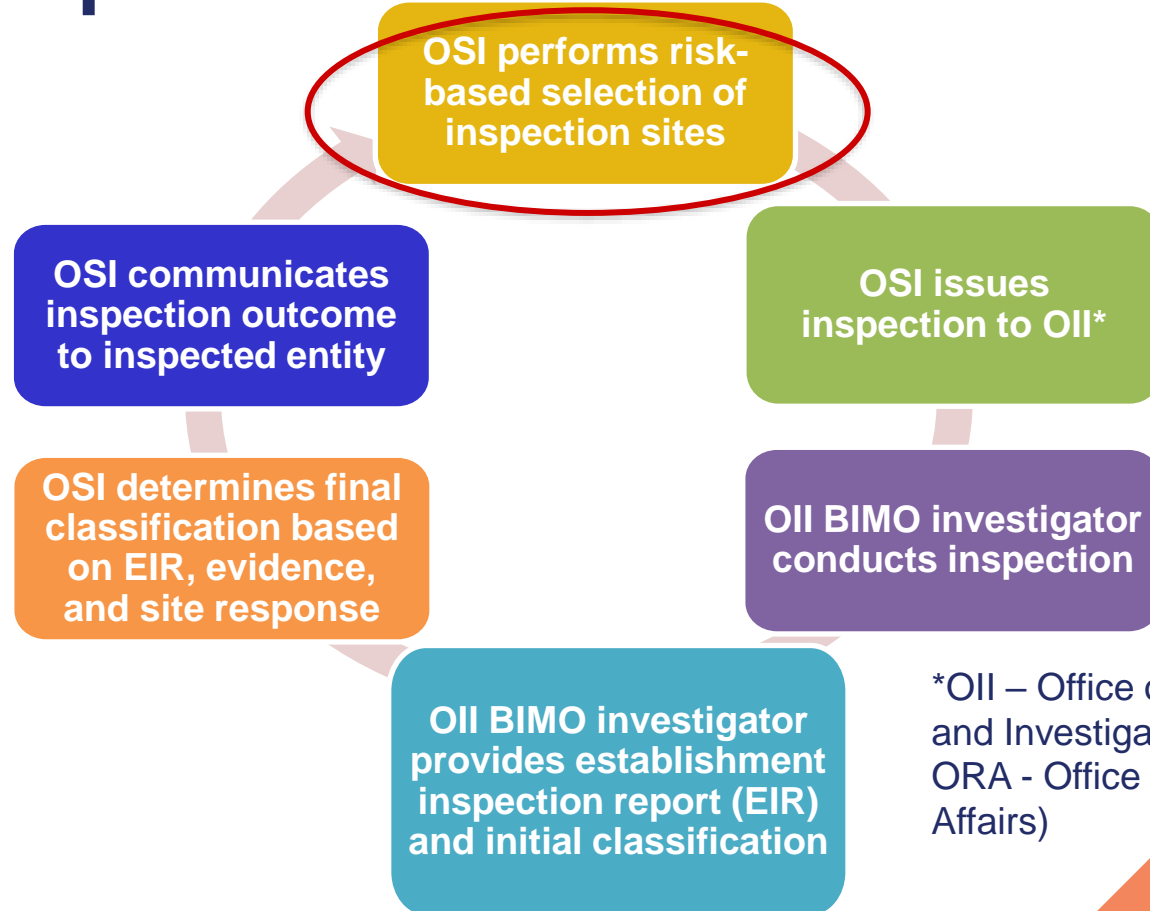 OSI performs risk-
based selection of
inspection sites
OSI issues
inspection to OII*
OII BIMO investigator
conducts inspection
OII BIMO investigator
provides establishment
inspection report (EIR)
and initial classification
OSI determines final
classification based
on EIR, evidence,
and site response
OSI communicates
inspection outcome
to inspected entity
*OII – Office
and
ORA - Office
Affairs)